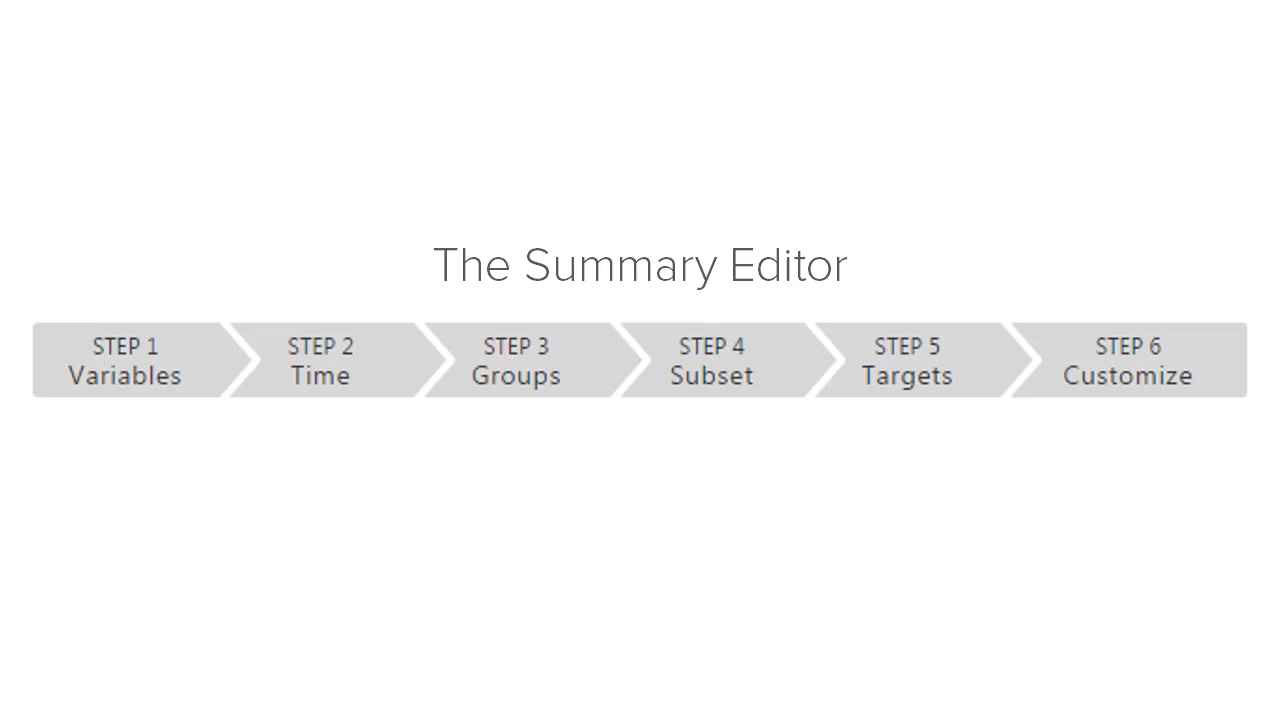 The Summary Editor
STEP 1
Variables
STEP 2
Time
STEP 3
Groups
STEP 4
Subset
STEP 5
Targets
STEP 6
Customize